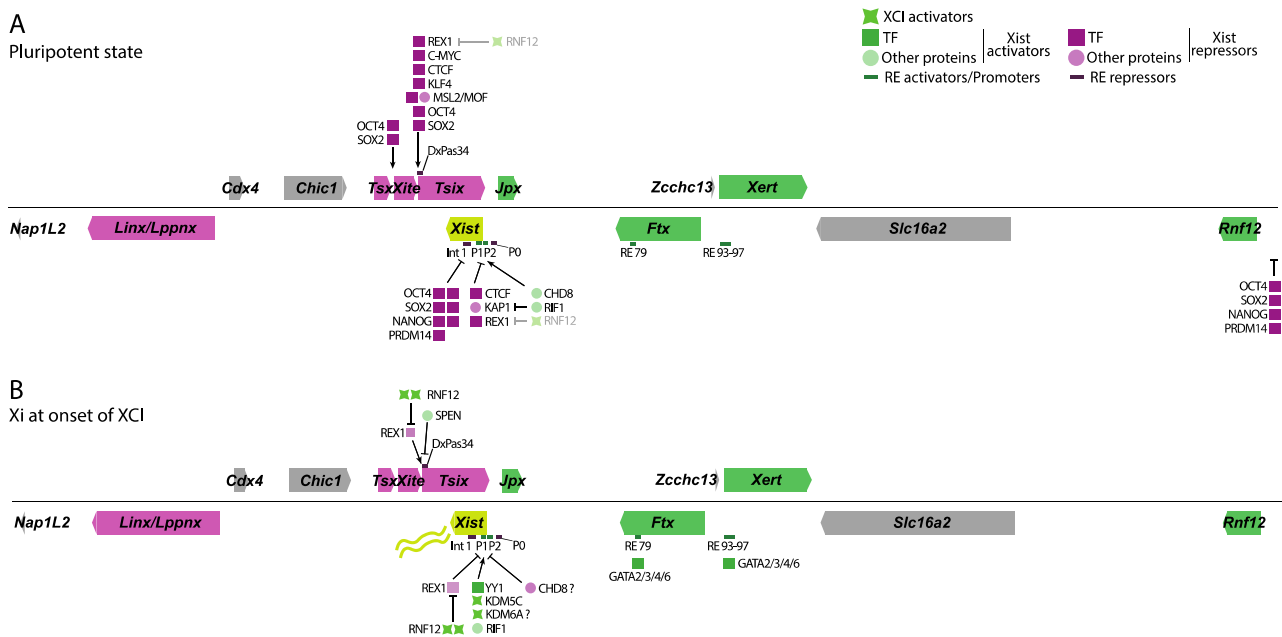 A
Pluripotent state
XCI activators
TF
Xist activators
Other proteins
RE activators/Promoters
TF
Xist repressors
Other proteins
RE repressors
REX1 RNF12
C-MYC
CTCF
KLF4
MSL2/MOF
OCT4
SOX2
OCT4
SOX2
DxPas34
Cdx4 Chic1 Tsx Xite Tsix Jpx Zcchc13 Xert
Nap1L2 Linx/Lppnx Xist Ftx Slc16a2 Rnf12
Int 1 P1 P2 P0 RE 79 RE 93-97
OCT4 CTCF CHD8
SOX2 KAP1 RIF1
NANOG REX1 RNF12
PRDM14
OCT4
SOX2
NANOG
PRDM14
B
Xi at onset of XCI
RNF12
SPEN
REX1
DxPas34
Cdx4 Chic1 Tsx Xite Tsix Jpx Zcchc13 Xert
Nap1L2 Linx/Lppnx Xist Ftx Slc16a2 Rnf12
Int 1 P1 P2 P0 RE 79 RE 93-97
GATA2/3/4/6 GATA2/3/4/6
REX1 YY1 CHD8 ?
KDM5C
KDM6A ?
RNF12 RIF1